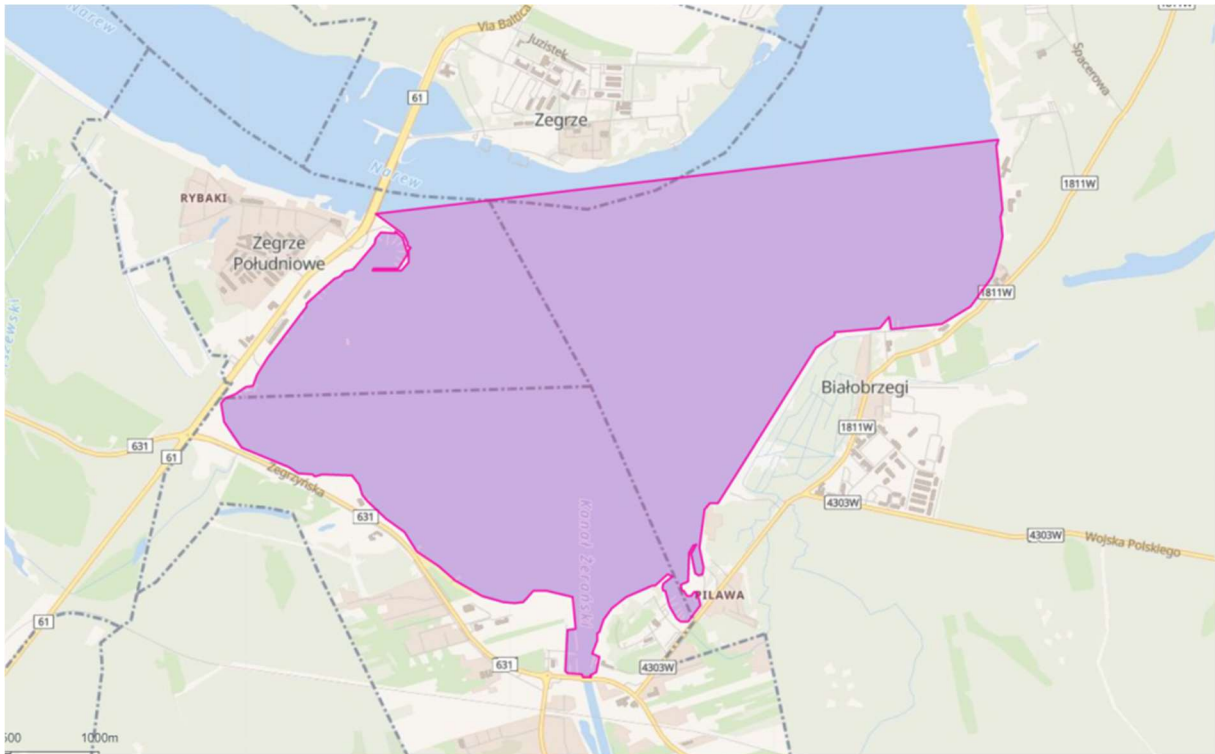 Narew
Via Baltica
Juzistek
Spacerowa
61
Zegrze
Narew
1811W
RYBAKI
Zegrze
Południowe
1811W
Białobrzegi
1811W
631
61
Zegrzyńska
631
4303W
4303W
Wojska Polskiego
Kanał Żerański
PILAWA
61
631
4303W
1000m